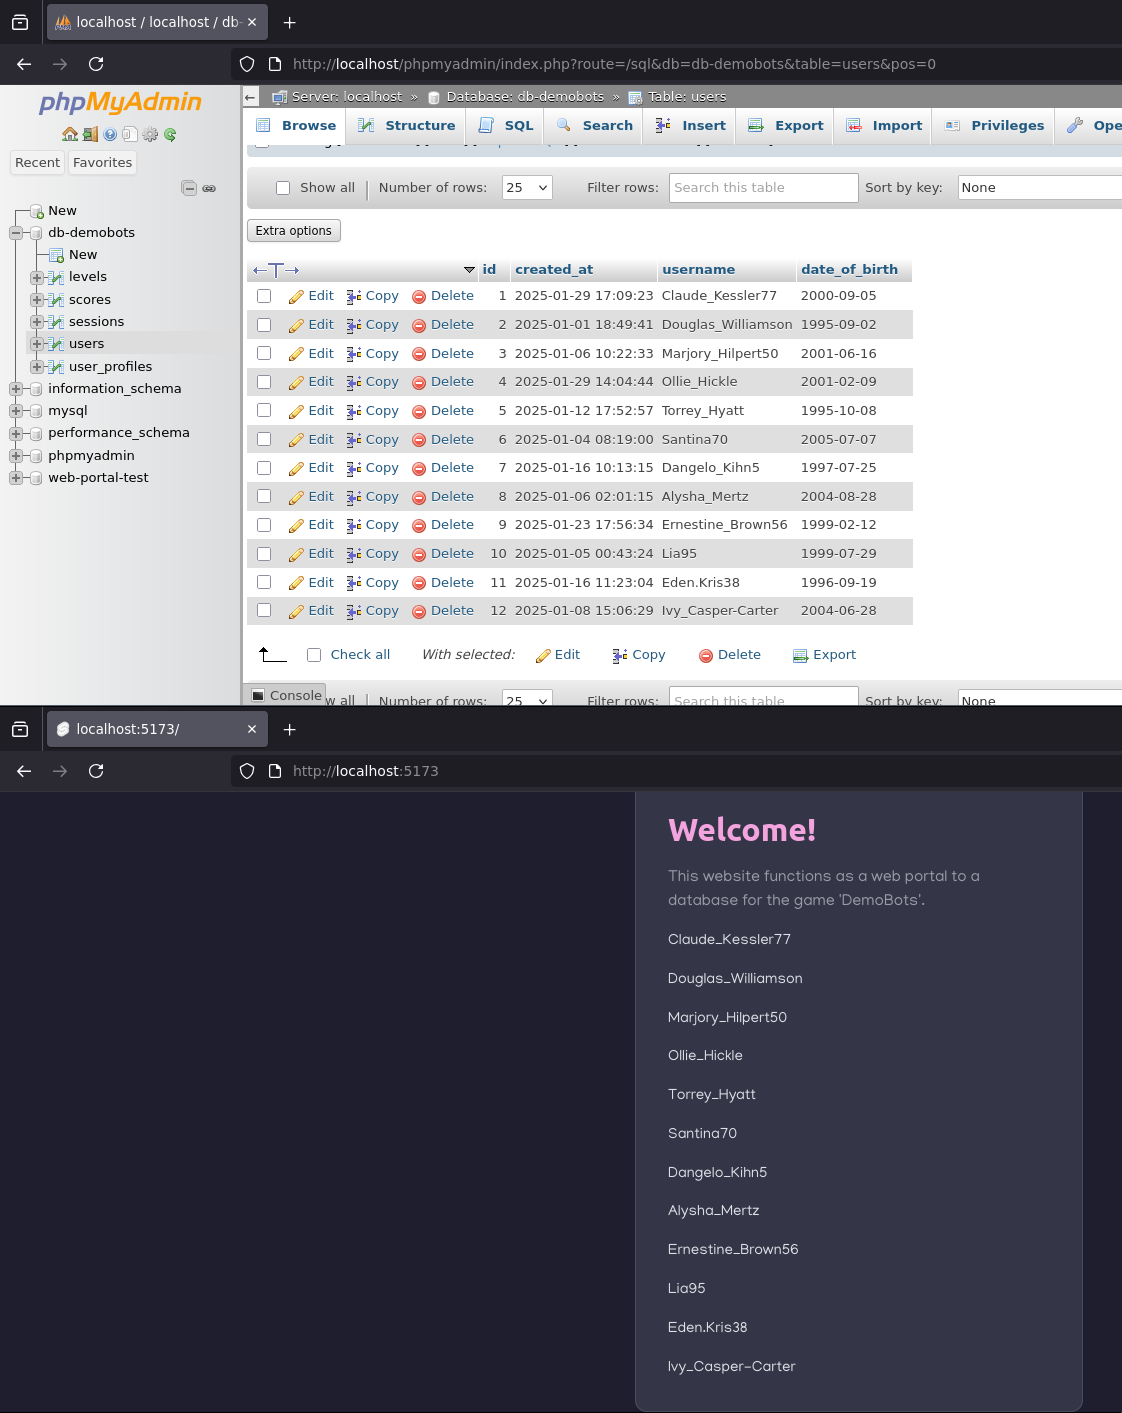 localhost / localhost / db-
http://localhost/phpmyadmin/index.php?route=/sql&db=db-demobots&table=users&pos=0
phpMyAdmin
Recent Favorites
New
db-demobots
New
levels
scores
sessions
users
user_profiles
information_schema
mysql
performance_schema
phpmyadmin
web-portal-test
Server: localhost » Database: db-demobots » Table: users
Browse Structure SQL Search Insert Export Import Privileges Ope
Show all Number of rows: 25 Filter rows: Search this table Sort by key: None
Extra options
id created_at username date_of_birth
Edit Copy Delete 1 2025-01-29 17:09:23 Claude_Kessler77 2000-09-05
Edit Copy Delete 2 2025-01-01 18:49:41 Douglas_Williamson 1995-09-02
Edit Copy Delete 3 2025-01-06 10:22:33 Marjory_Hilpert50 2001-06-16
Edit Copy Delete 4 2025-01-29 14:04:44 Ollie_Hickle 2001-02-09
Edit Copy Delete 5 2025-01-12 17:52:57 Torrey_Hyatt 1995-10-08
Edit Copy Delete 6 2025-01-04 08:19:00 Santina70 2005-07-07
Edit Copy Delete 7 2025-01-16 10:13:15 Dangelo_Kihn5 1997-07-25
Edit Copy Delete 8 2025-01-06 02:01:15 Alysha_Mertz 2004-08-28
Edit Copy Delete 9 2025-01-23 17:56:34 Ernestine_Brown56 1999-02-12
Edit Copy Delete 10 2025-01-05 00:43:24 Lia95 1999-07-29
Edit Copy Delete 11 2025-01-16 11:23:04 Eden.Kris38 1996-09-19
Edit Copy Delete 12 2025-01-08 15:06:29 Ivy_Casper-Carter 2004-06-28
Check all With selected: Edit Copy Delete Export
Console
w all Number of rows: 25 Filter rows: Search this table Sort by key: None
localhost:5173/
http://localhost:5173
Welcome!
This website functions as a web portal to a
database for the game 'DemoBots'.
Claude_Kessler77
Douglas_Williamson
Marjory_Hilpert50
Ollie_Hickle
Torrey_Hyatt
Santina70
Dangelo_Kihn5
Alysha_Mertz
Ernestine_Brown56
Lia95
Eden.Kris38
Ivy_Casper-Carter